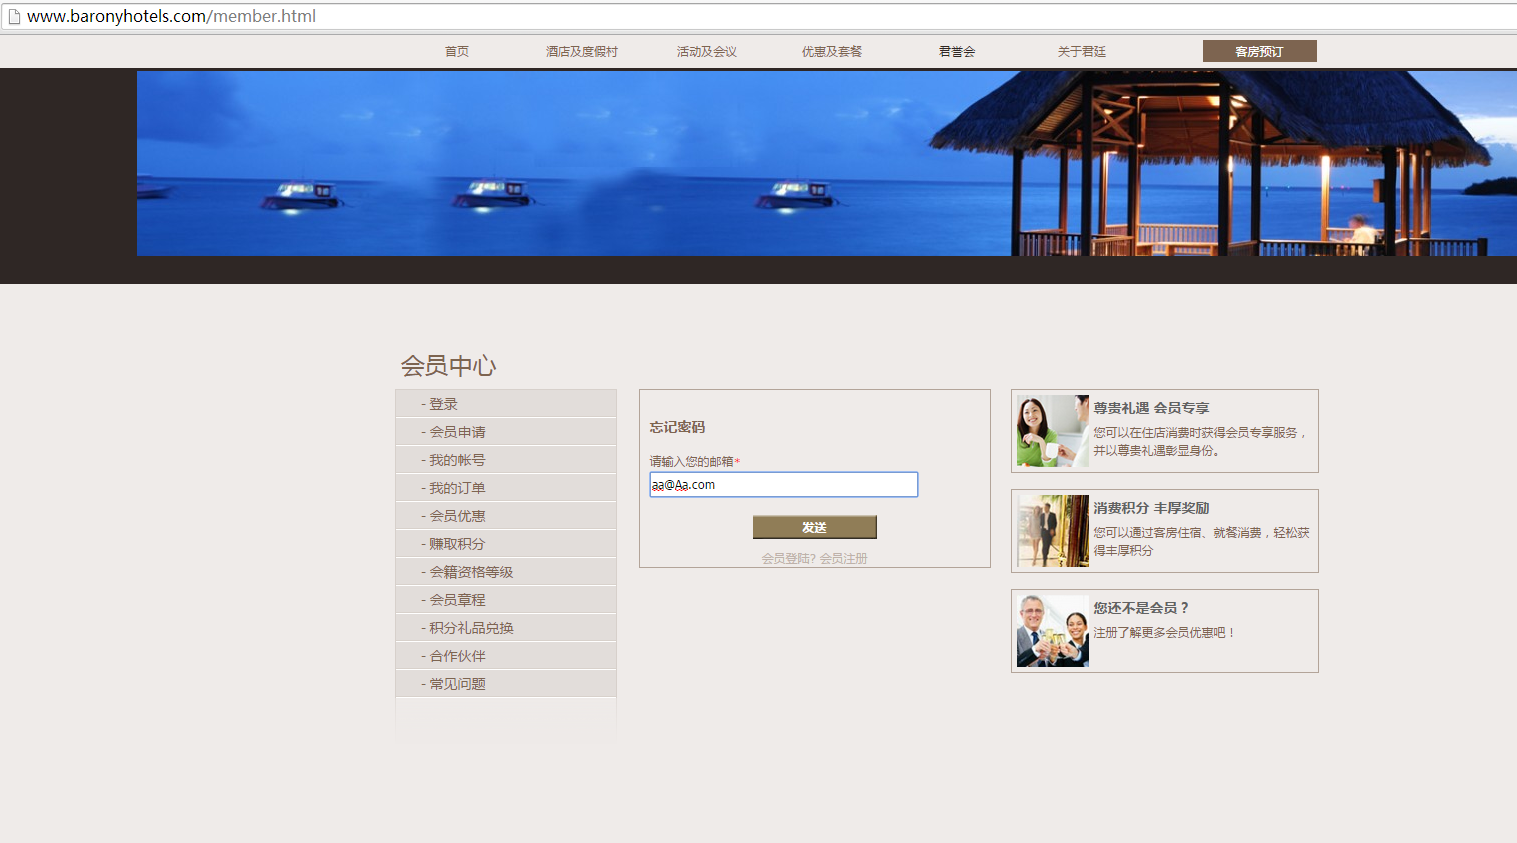 www.baronyhotels.com/member.html
首页 酒店及度假村 活动及会议 优惠及套餐 君誉会 关于君廷 客房预订
会员中心
- 登录
- 会员申请
- 我的帐号
- 我的订单
- 会员优惠
- 赚取积分
- 会籍资格等级
- 会员章程
- 积分礼品兑换
- 合作伙伴
- 常见问题
忘记密码
请输入您的邮箱*
aa@Aa.com
发送
会员登陆? 会员注册
尊贵礼遇 会员专享
您可以在住店消费时获得会员专享服务，
并以尊贵礼遇彰显身份。
消费积分 丰厚奖励
您可以通过客房住宿、就餐消费，轻松获
得丰厚积分
您还不是会员？
注册了解更多会员优惠吧！